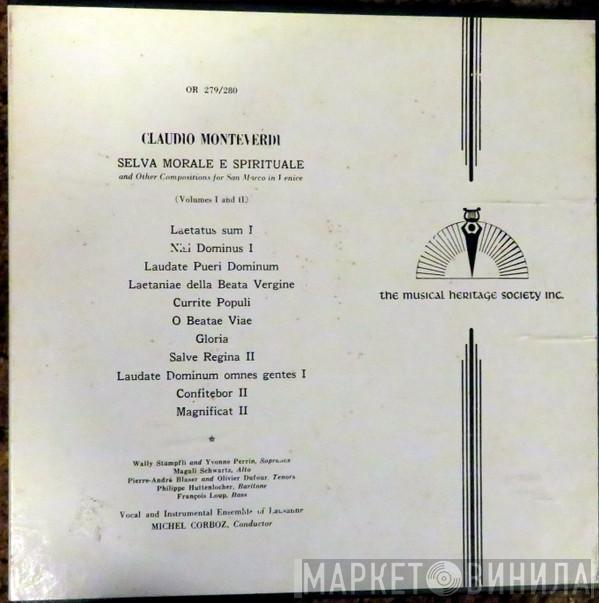 OR 279/280
CLAUDIO MONTEVERDI
SELVA MORALE E SPIRITUALE
and Other Compositions for San Marco in Venice
(Volumes I and II)
Laetatus sum I
Nisi Dominus I
Laudate Pueri Dominum
Laetaniae della Beata Vergine
Currite Populi
O Beatae Viae
Gloria
Salve Regina II
Laudate Dominum omnes gentes I
Confitebor II
Magnificat II
Wally Stampfli and Yvonne Perrin, Sopranos
Magali Schwartz, Alto
Pierre-André Blaser and Olivier Dufour, Tenors
Philippe Huttenlocher, Baritone
François Loup, Bass
Vocal and Instrumental Ensemble of Lausanne
MICHEL CORBOZ, Conductor
the musical heritage society inc.
МАРКЕТ ВИНИЛА